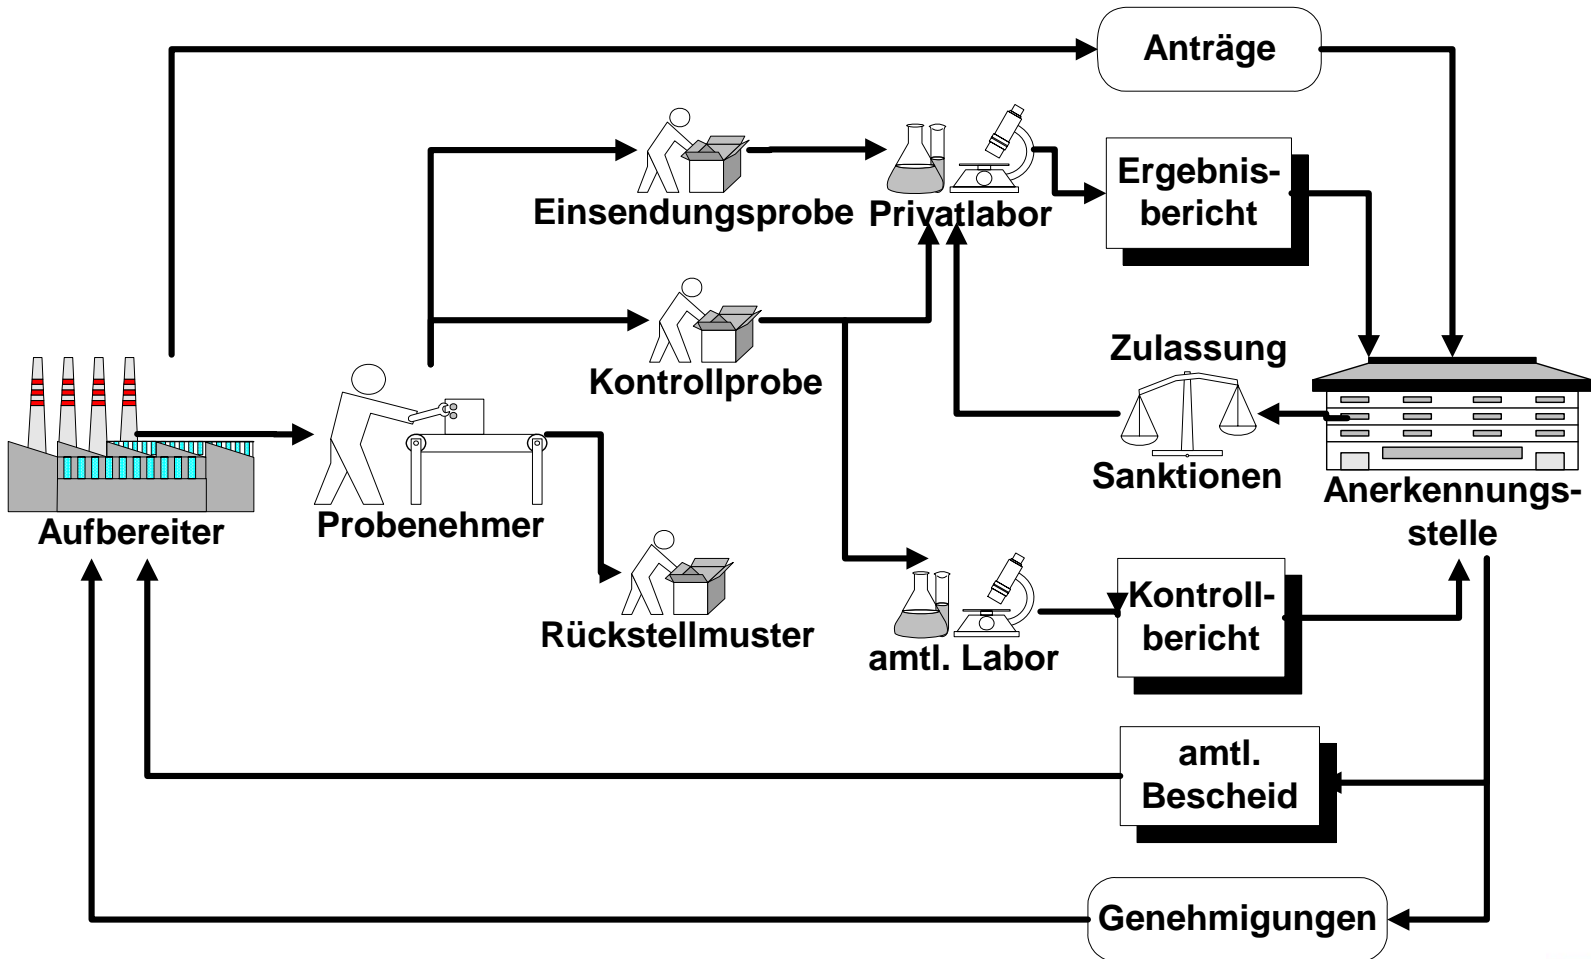 Anträge
Ergebnis-
bericht
Einsendungsprobe
Privatlabor
Zulassung
Kontrollprobe
Sanktionen
Anerkennungs-
stelle
Aufbereiter
Probenehmer
Rückstellmuster
amtl. Labor
Kontroll-
bericht
amtl.
Bescheid
Genehmigungen